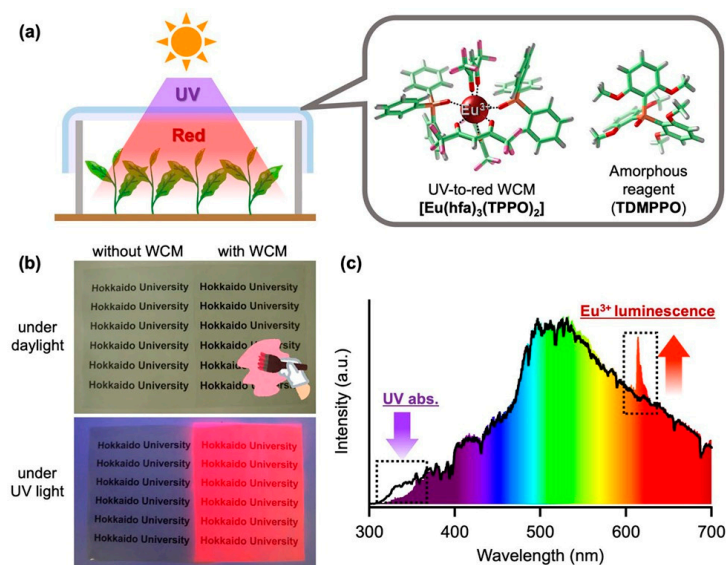 (a)
UV
Red
Eu³⁺
UV-to-red WCM
[Eu(hfa)₃(TPPO)₂]
Amorphous
reagent
(TDMPPO)
(b)
without WCM
with WCM
under
daylight
Hokkaido University Hokkaido University
Hokkaido University Hokkaido University
Hokkaido University Hokkaido University
Hokkaido University Hokkaido University
Hokkaido University Hokkaido
Hokkaido University Hokkaido
under
UV light
Hokkaido University Hokkaido University
Hokkaido University Hokkaido University
Hokkaido University Hokkaido University
Hokkaido University Hokkaido University
Hokkaido University Hokkaido University
Hokkaido University Hokkaido University
(c)
Eu³⁺ luminescence
UV abs.
Intensity (a.u.)
300 400 500 600 700
Wavelength (nm)